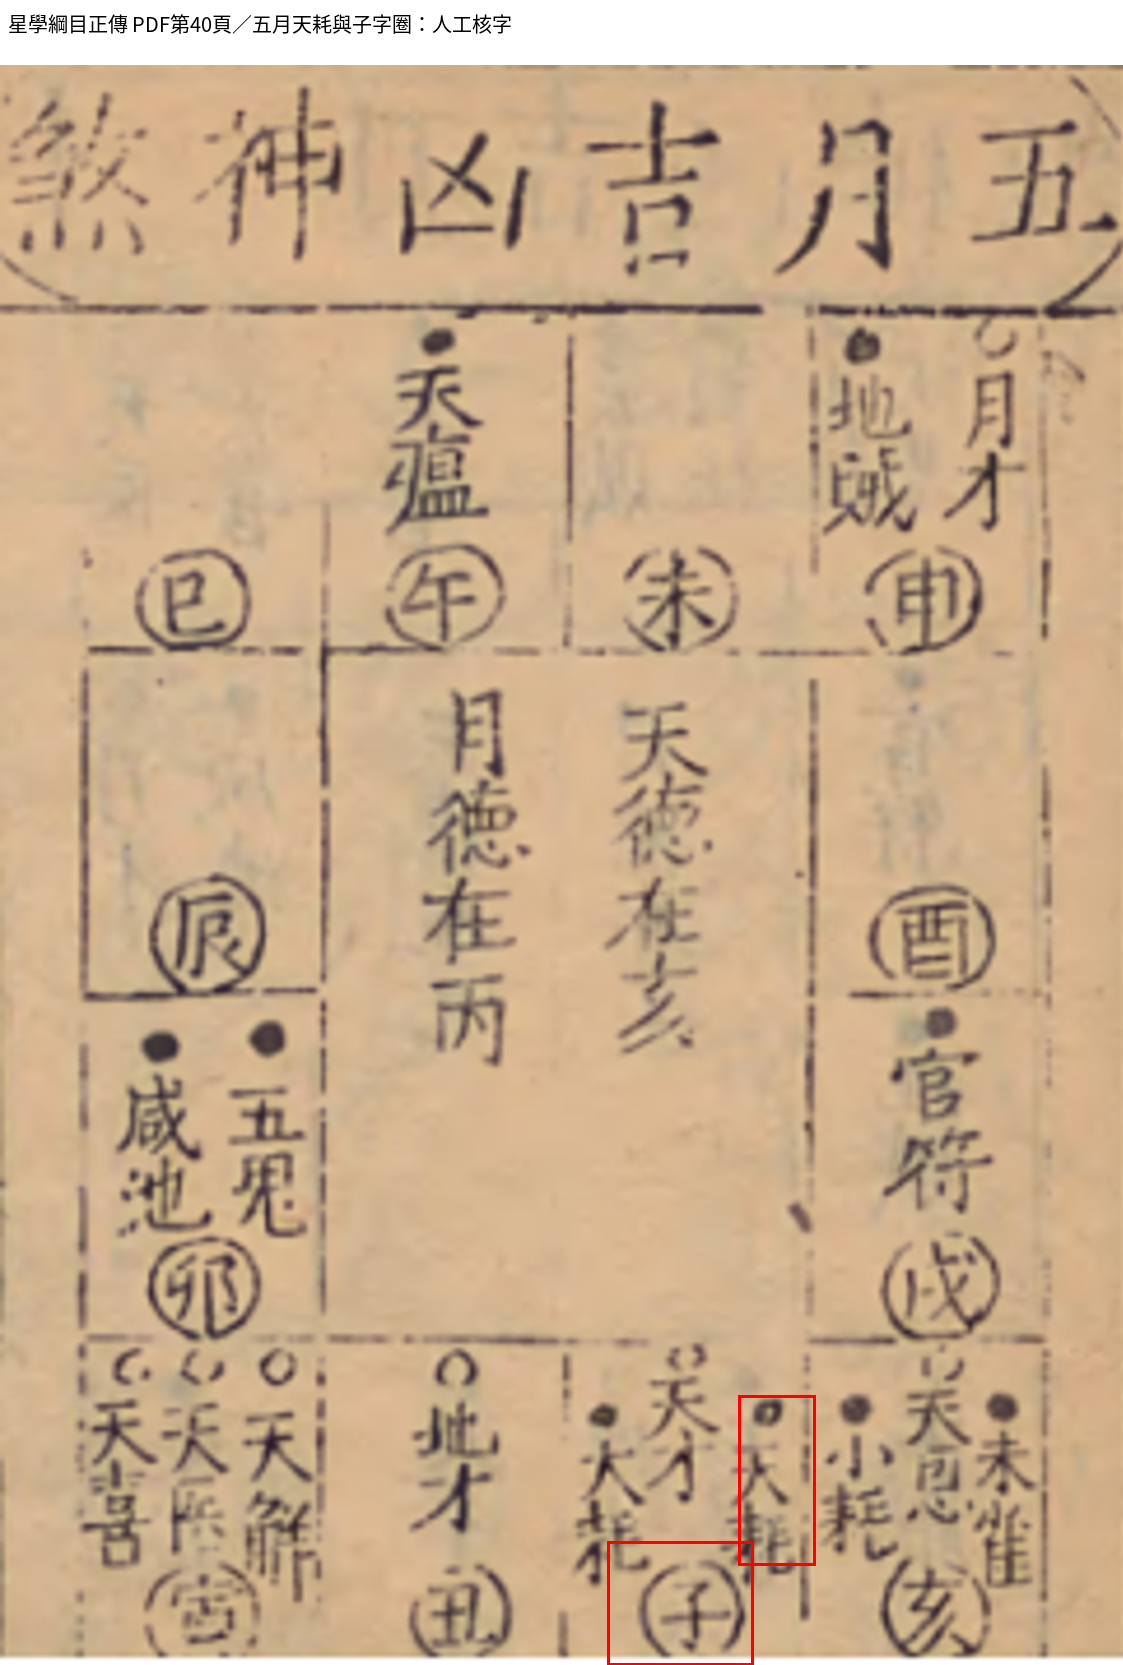 星學綱目正傳 PDF第40頁／五月天耗與子字圈：人工核字
五月吉凶神煞
月才
地賊
申
未
天瘟
午
巳
酉
辰
天德在亥
月德在丙
官符
戌
五鬼
咸池
卯
朱雀
天恩
小耗
亥
天耗
天才
大耗
子
地才
丑
天解
天医
天喜
寅